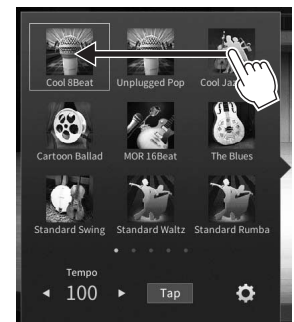 Cool 8Beat Unplugged Pop Cool Ja
Cartoon Ballad MOR 16Beat The Blues
Standard Swing Standard Waltz Standard Rumba
Tempo
100 Tap